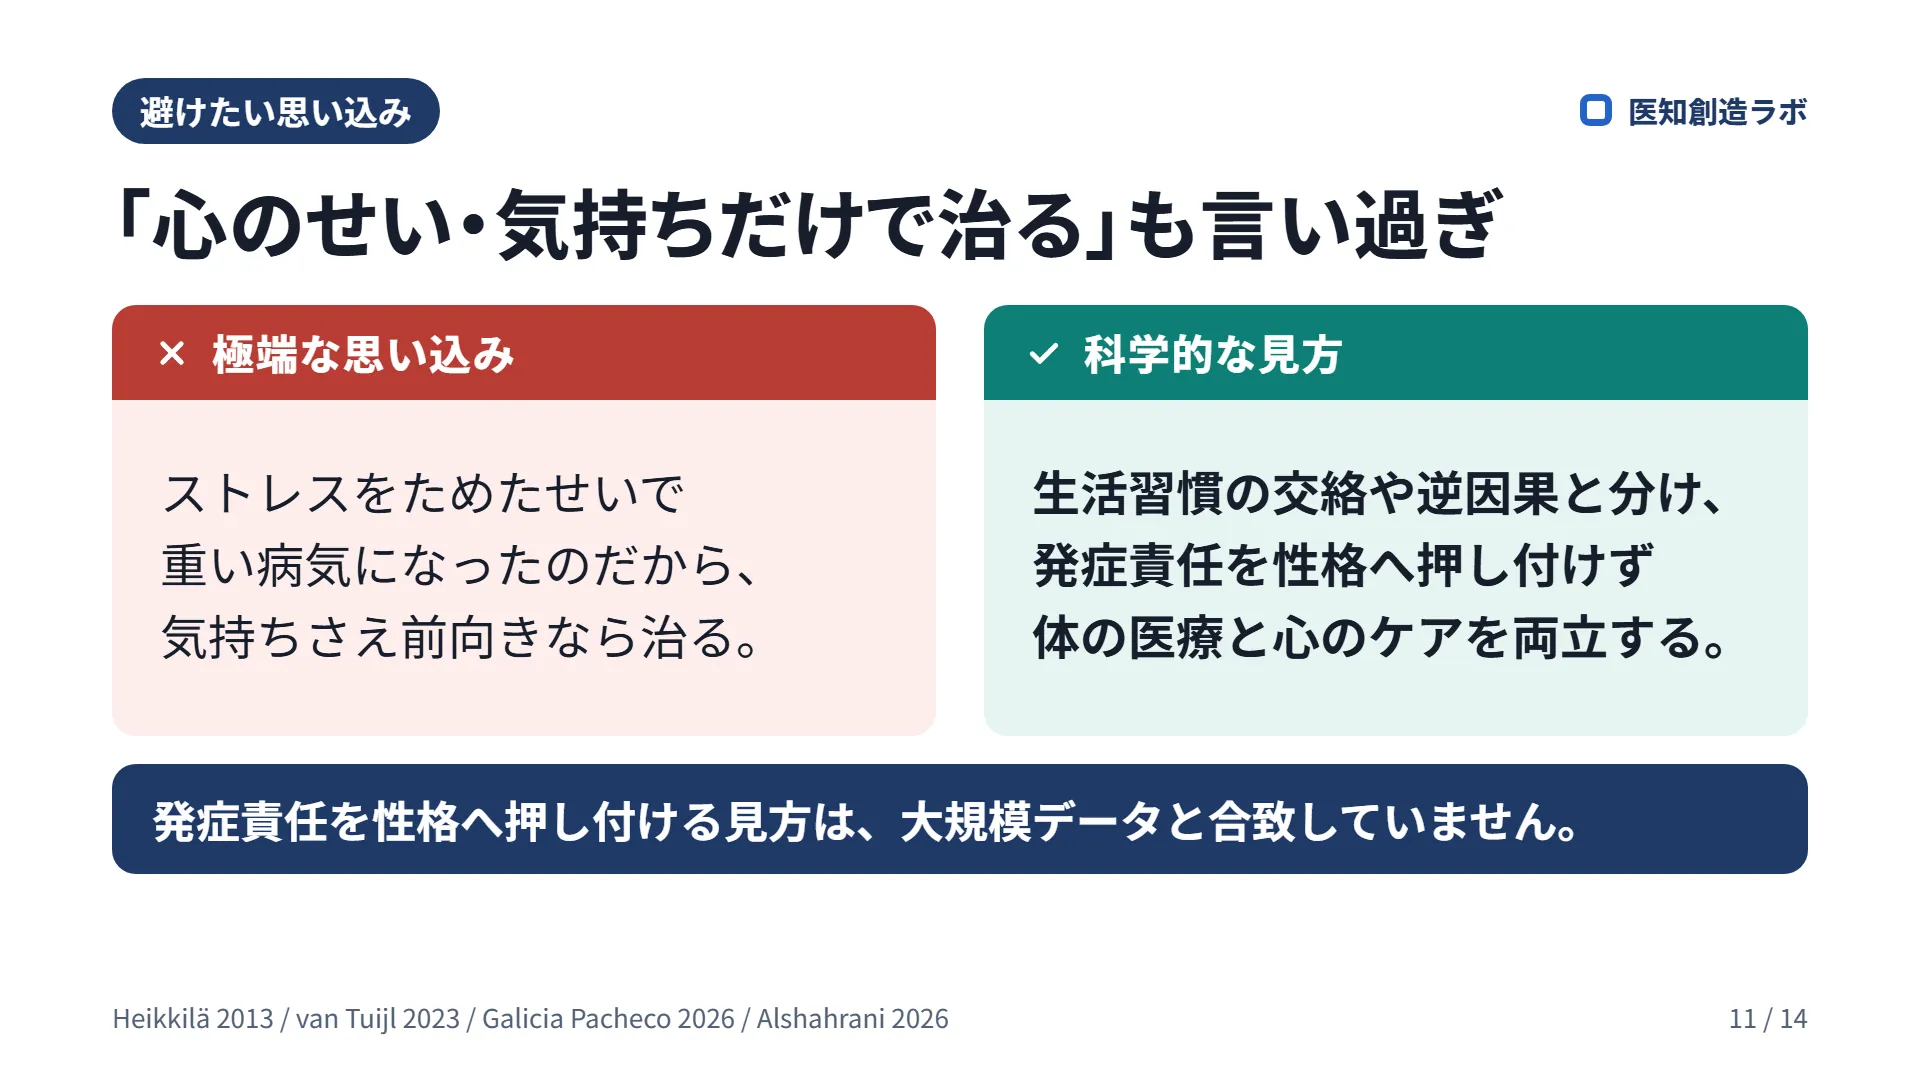 避けたい思い込み
医知創造ラボ
「心のせい・気持ちだけで治る」も言い過ぎ
× 極端な思い込み
ストレスをためたせいで
重い病気になったのだから、
気持ちさえ前向きなら治る。
✓ 科学的な見方
生活習慣の交絡や逆因果と分け、
発症責任を性格へ押し付けず
体の医療と心のケアを両立する。
発症責任を性格へ押し付ける見方は、大規模データと合致していません。
Heikkilä 2013 / van Tuijl 2023 / Galicia Pacheco 2026 / Alshahrani 2026
11 / 14